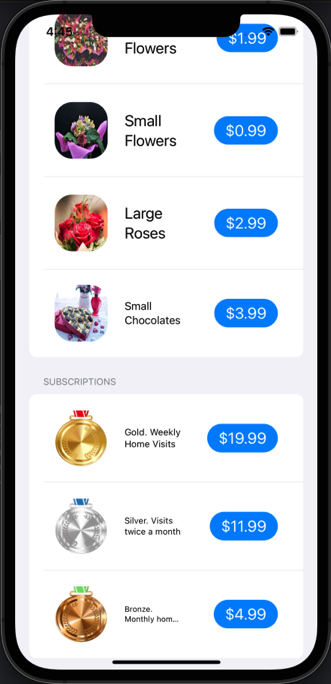 4:45
Flowers
$1.99
Small
Flowers
$0.99
Large
Roses
$2.99
Small
Chocolates
$3.99
SUBSCRIPTIONS
Gold. Weekly
Home Visits
$19.99
Silver. Visits
twice a month
$11.99
Bronze.
Monthly hom...
$4.99